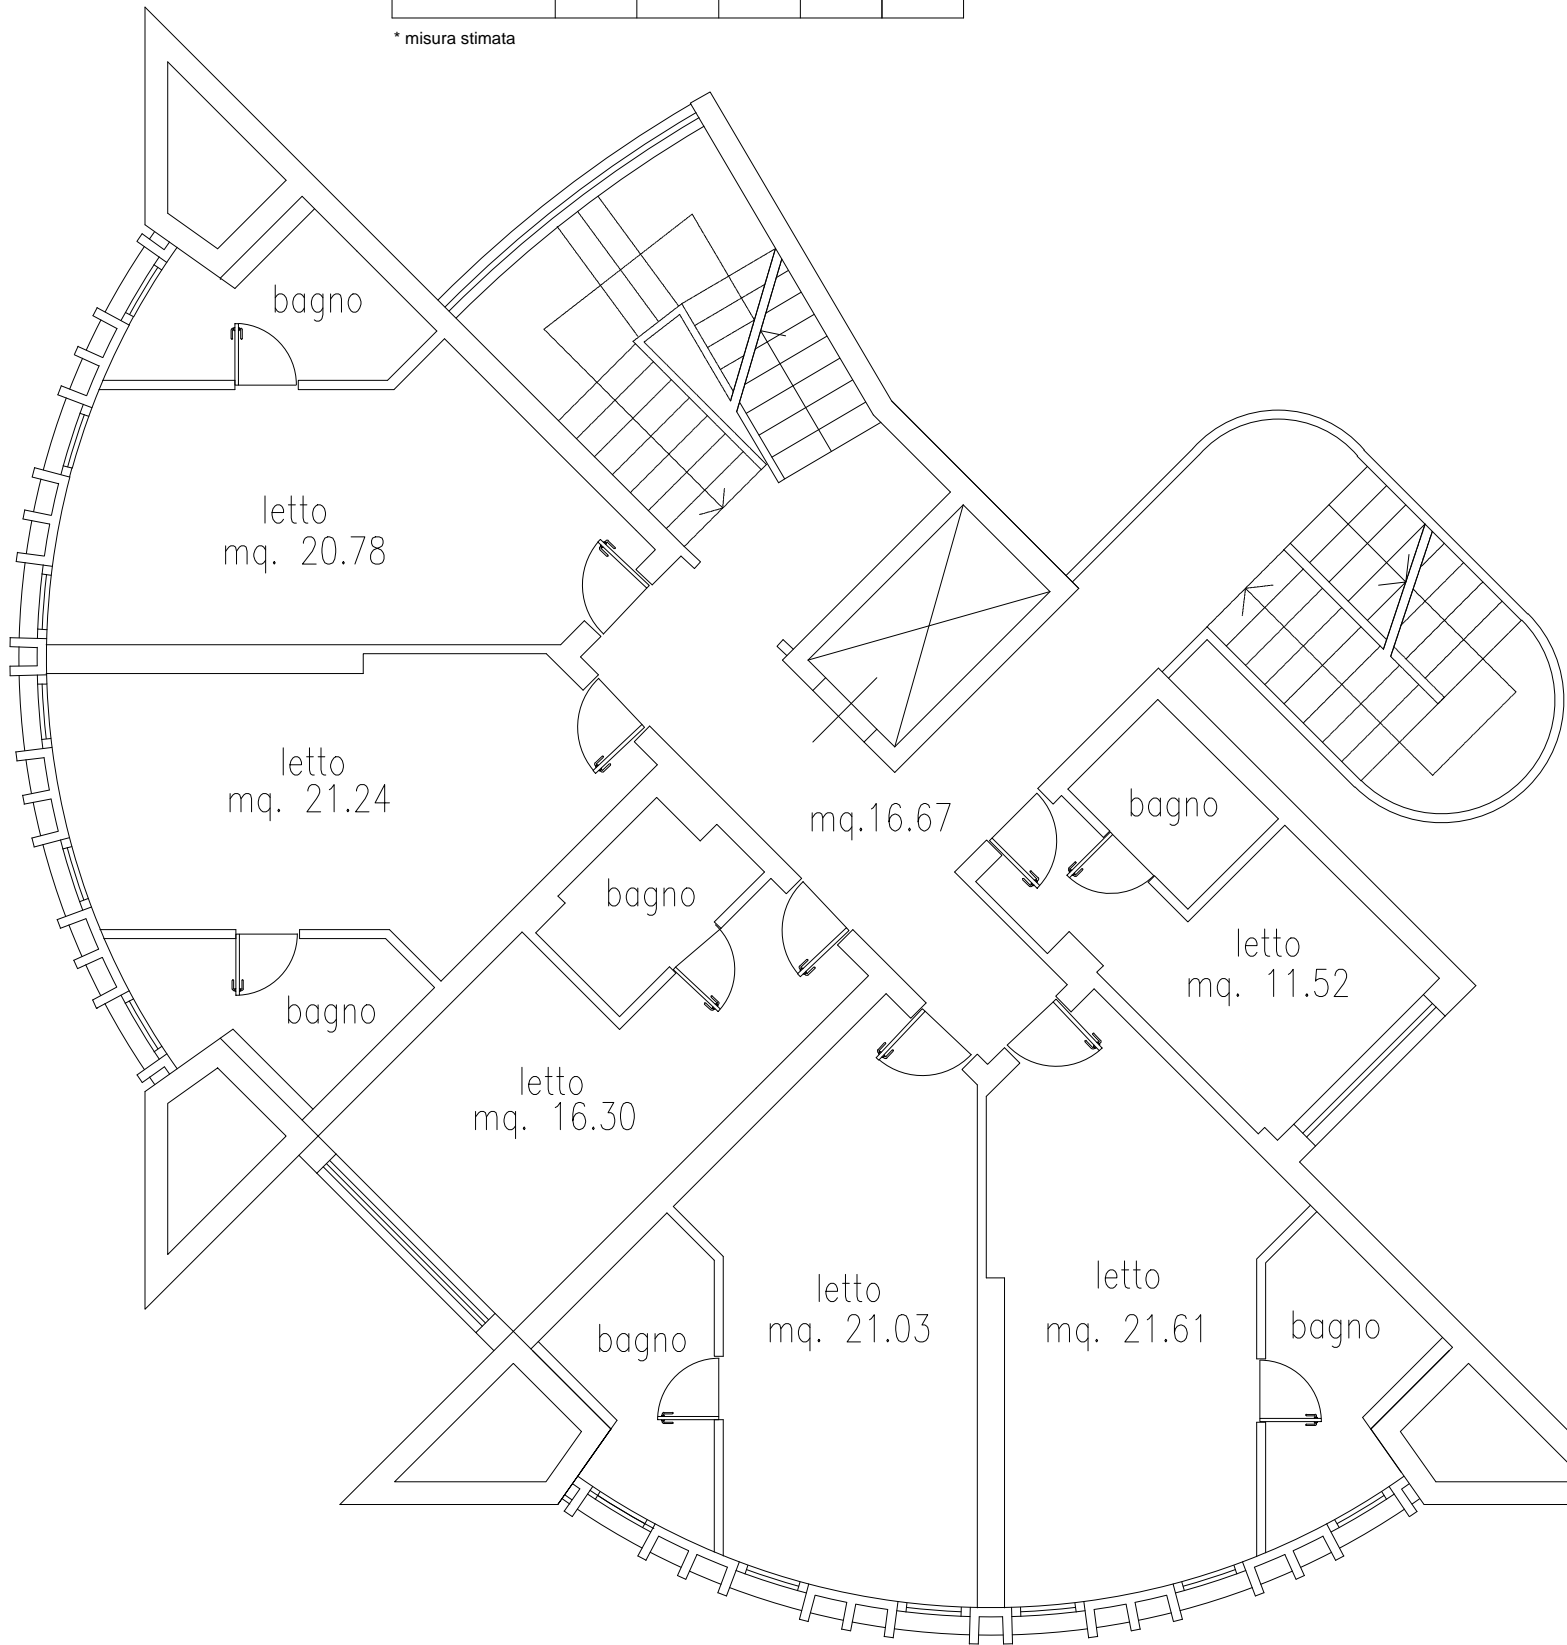 * misura stimata
bagno
letto
mq. 20.78
letto
mq. 21.24
mq.16.67
bagno
bagno
bagno
letto
mq. 11.52
letto
mq. 16.30
letto
mq. 21.03
letto
mq. 21.61
bagno
bagno